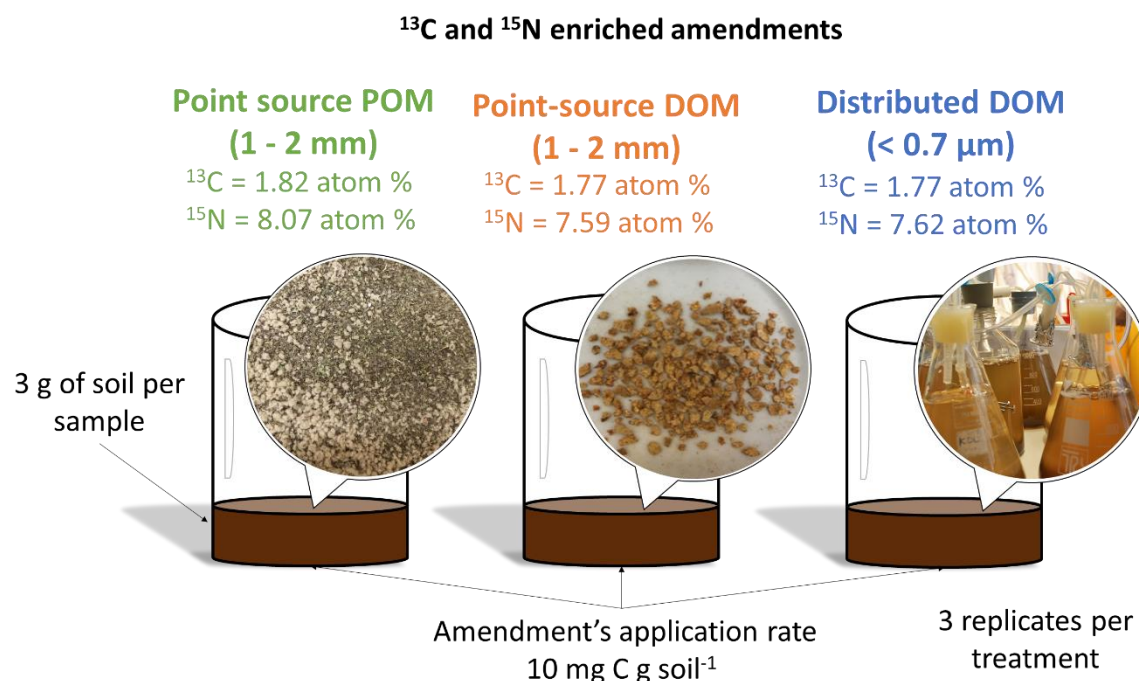 ¹³C and ¹⁵N enriched amendments
Point source POM
(1 - 2 mm)
¹³C = 1.82 atom %
¹⁵N = 8.07 atom %
Point-source DOM
(1 - 2 mm)
¹³C = 1.77 atom %
¹⁵N = 7.59 atom %
Distributed DOM
(< 0.7 µm)
¹³C = 1.77 atom %
¹⁵N = 7.62 atom %
3 g of soil per
sample
Amendment’s application rate
10 mg C g soil⁻¹
3 replicates per
treatment